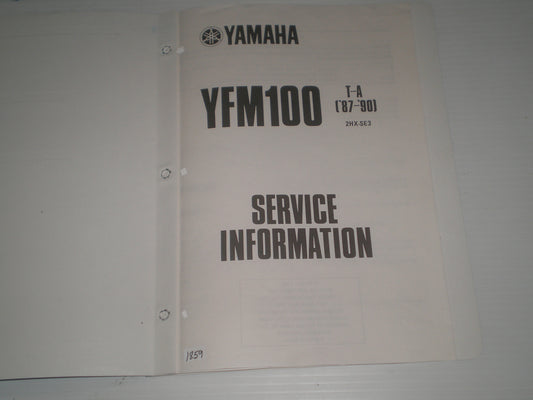 YAMAHA
YFM100
T-A
('87-'90)
2HX-SE3
SERVICE
INFORMATION
1859